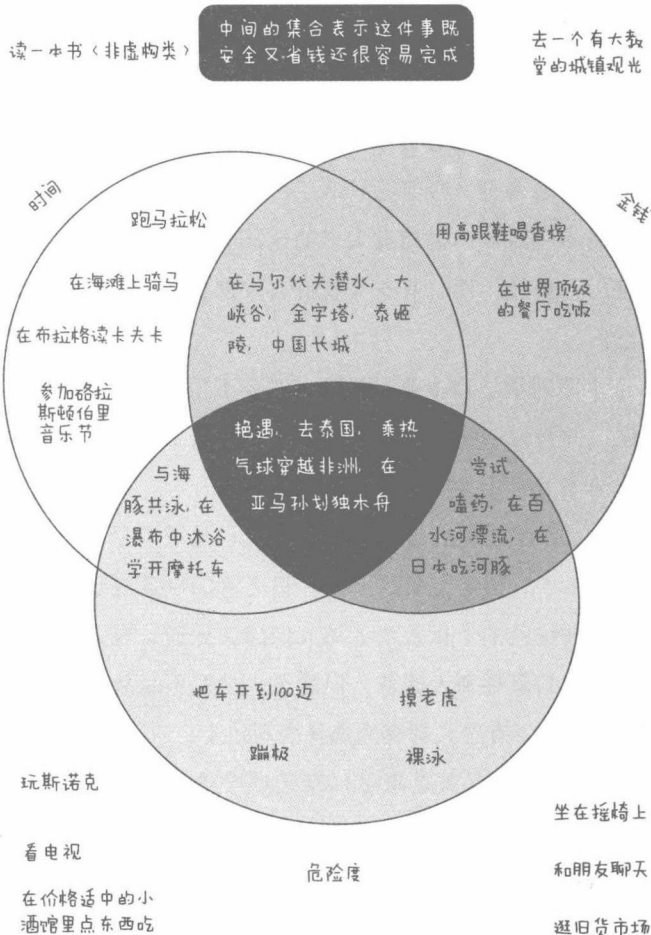 读一本书（非虚构类）
中间的集合表示这件事既
安全又省钱还很容易完成
去一个有大教
堂的城镇观光
时间
金钱
跑马拉松
在海滩上骑马
在布拉格读卡夫卡
参加硌拉
斯顿伯里
音乐节
在马尔代夫潜水，大
峡谷，金字塔，泰姬
陵，中国长城
用高跟鞋喝香槟
在世界顶级
的餐厅吃饭
艳遇，去泰国，乘热
气球穿越非洲，在
亚马孙划独木舟
与海
豚共泳，在
瀑布中沐浴
学开摩托车
尝试
嗑药，在百
水河漂流，在
日本吃河豚
把车开到100迈
摸老虎
蹦极
裸泳
危险度
玩斯诺克
看电视
在价格适中的小
酒馆里点东西吃
坐在摇椅上
和朋友聊天
逛旧货市场